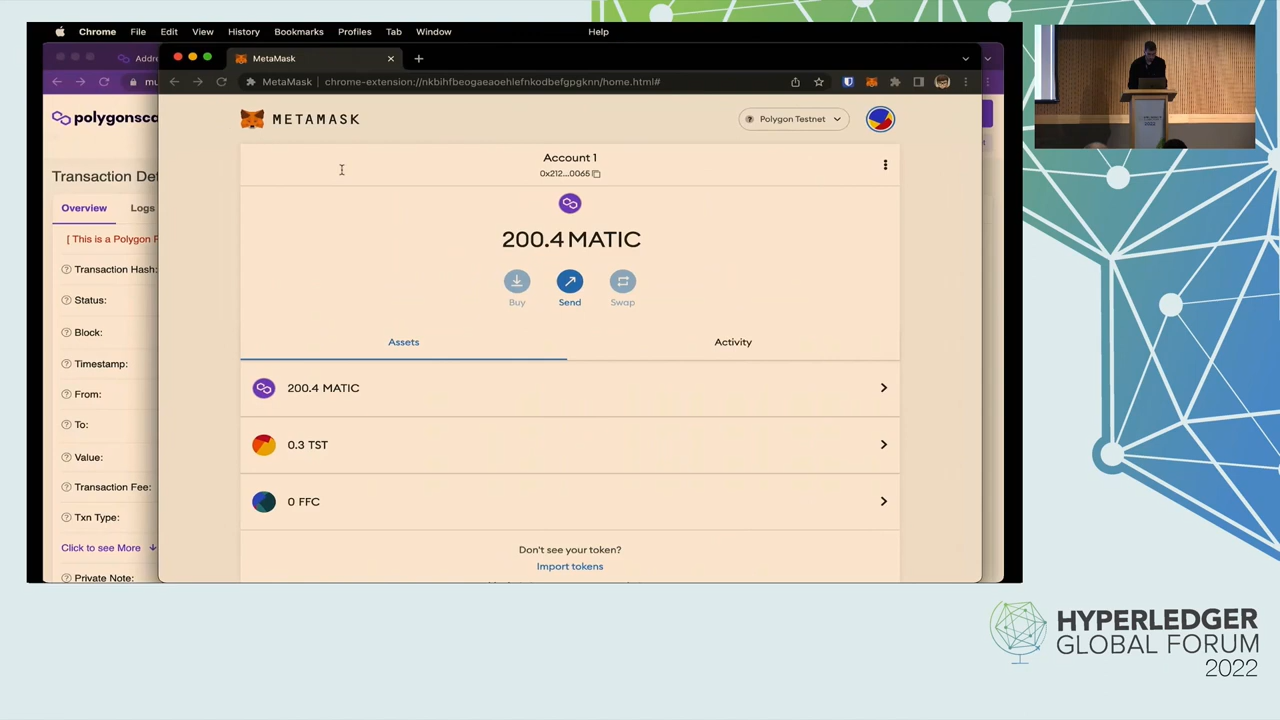 Chrome File Edit View History Bookmarks Profiles Tab Window Help
Addre
MetaMask
mu
MetaMask chrome-extension://nkbihfbeogaeaoehlefnkodbefgpgknn/home.html#
polygonsca
METAMASK
Polygon Testnet
Transaction Det
Account 1
0x212...0065
Overview Logs
[ This is a Polygon P
200.4 MATIC
Transaction Hash:
Status:
Buy Send Swap
Block:
Assets Activity
Timestamp:
From:
200.4 MATIC
To:
0.3 TST
Value:
Transaction Fee:
0 FFC
Txn Type:
Click to see More
Don't see your token?
Import tokens
Private Note:
HYPERLEDGER
GLOBAL FORUM
2022